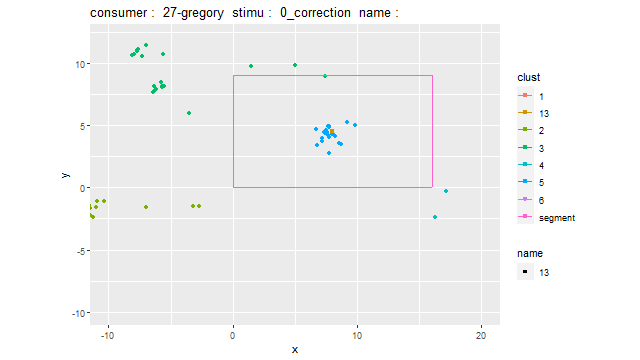 consumer :  27-gregory  stimu :  0_correction  name :
10
5
0
-5
-10
y
-10
0
10
20
x
clust
1
13
2
3
4
5
6
segment
name
13